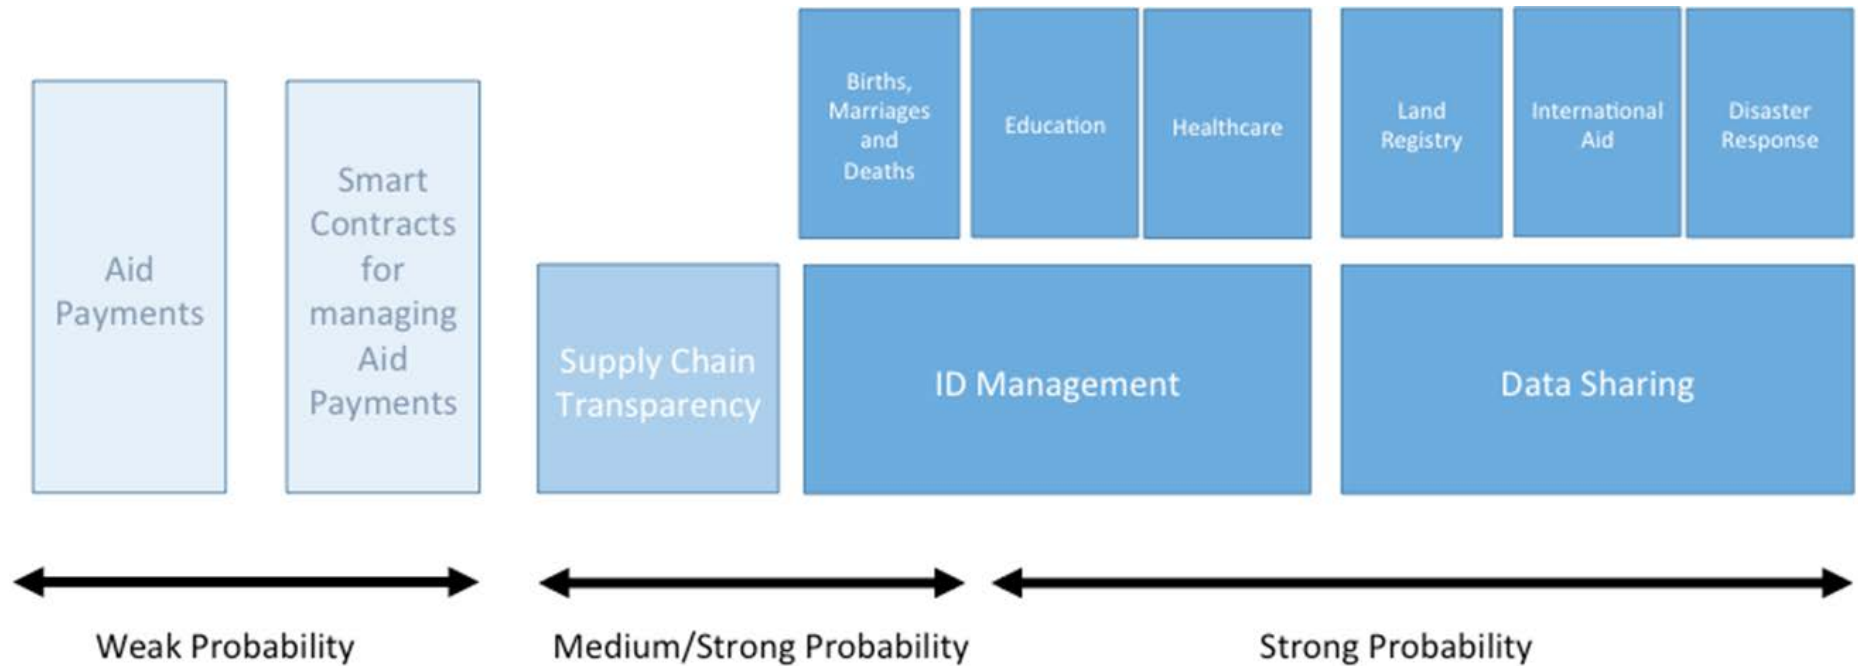 Aid
Payments
Smart
Contracts
for
managing
Aid
Payments
Supply Chain
Transparency
Births,
Marriages
and
Deaths
Education
Healthcare
ID Management
Land
Registry
International
Aid
Disaster
Response
Data Sharing
Weak Probability
Medium/Strong Probability
Strong Probability